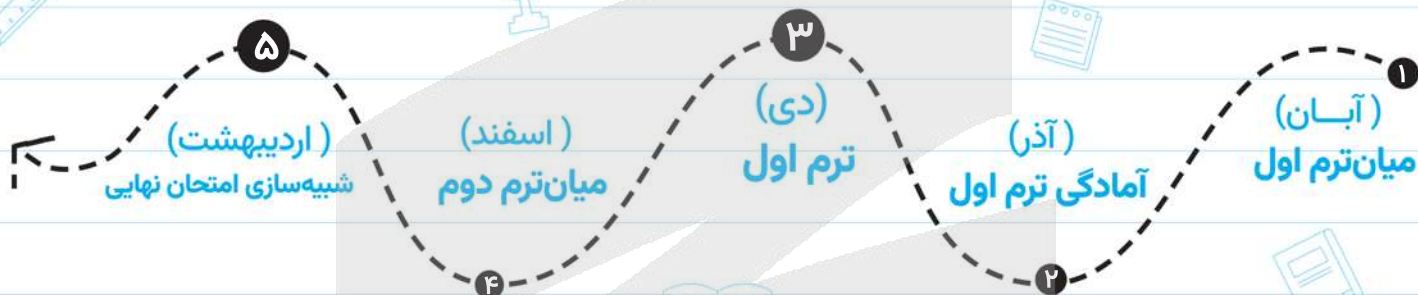 ۱
(آبـــان)
میان‌ترم اول
۲
(آذر)
آمادگی ترم اول
۳
(دی)
ترم اول
۴
(اسفند)
میان‌ترم دوم
۵
(اردیبهشت)
شبیه‌سازی امتحان نهایی